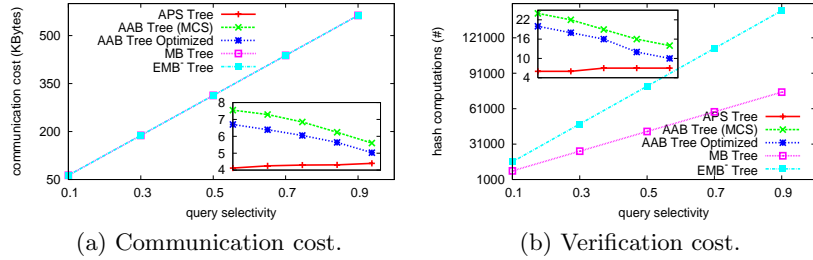 communication cost (KBytes)
500
200
50
0.1 0.3 0.5 0.7 0.9
query selectivity
APS Tree
AAB Tree (MCS)
AAB Tree Optimized
MB Tree
EMB⁻ Tree
8
7
6
5
4
(a) Communication cost.
hash computations (#)
121000
91000
61000
31000
1000
0.1 0.3 0.5 0.7 0.9
query selectivity
22
16
10
4
APS Tree
AAB Tree (MCS)
AAB Tree Optimized
MB Tree
EMB⁻ Tree
(b) Verification cost.